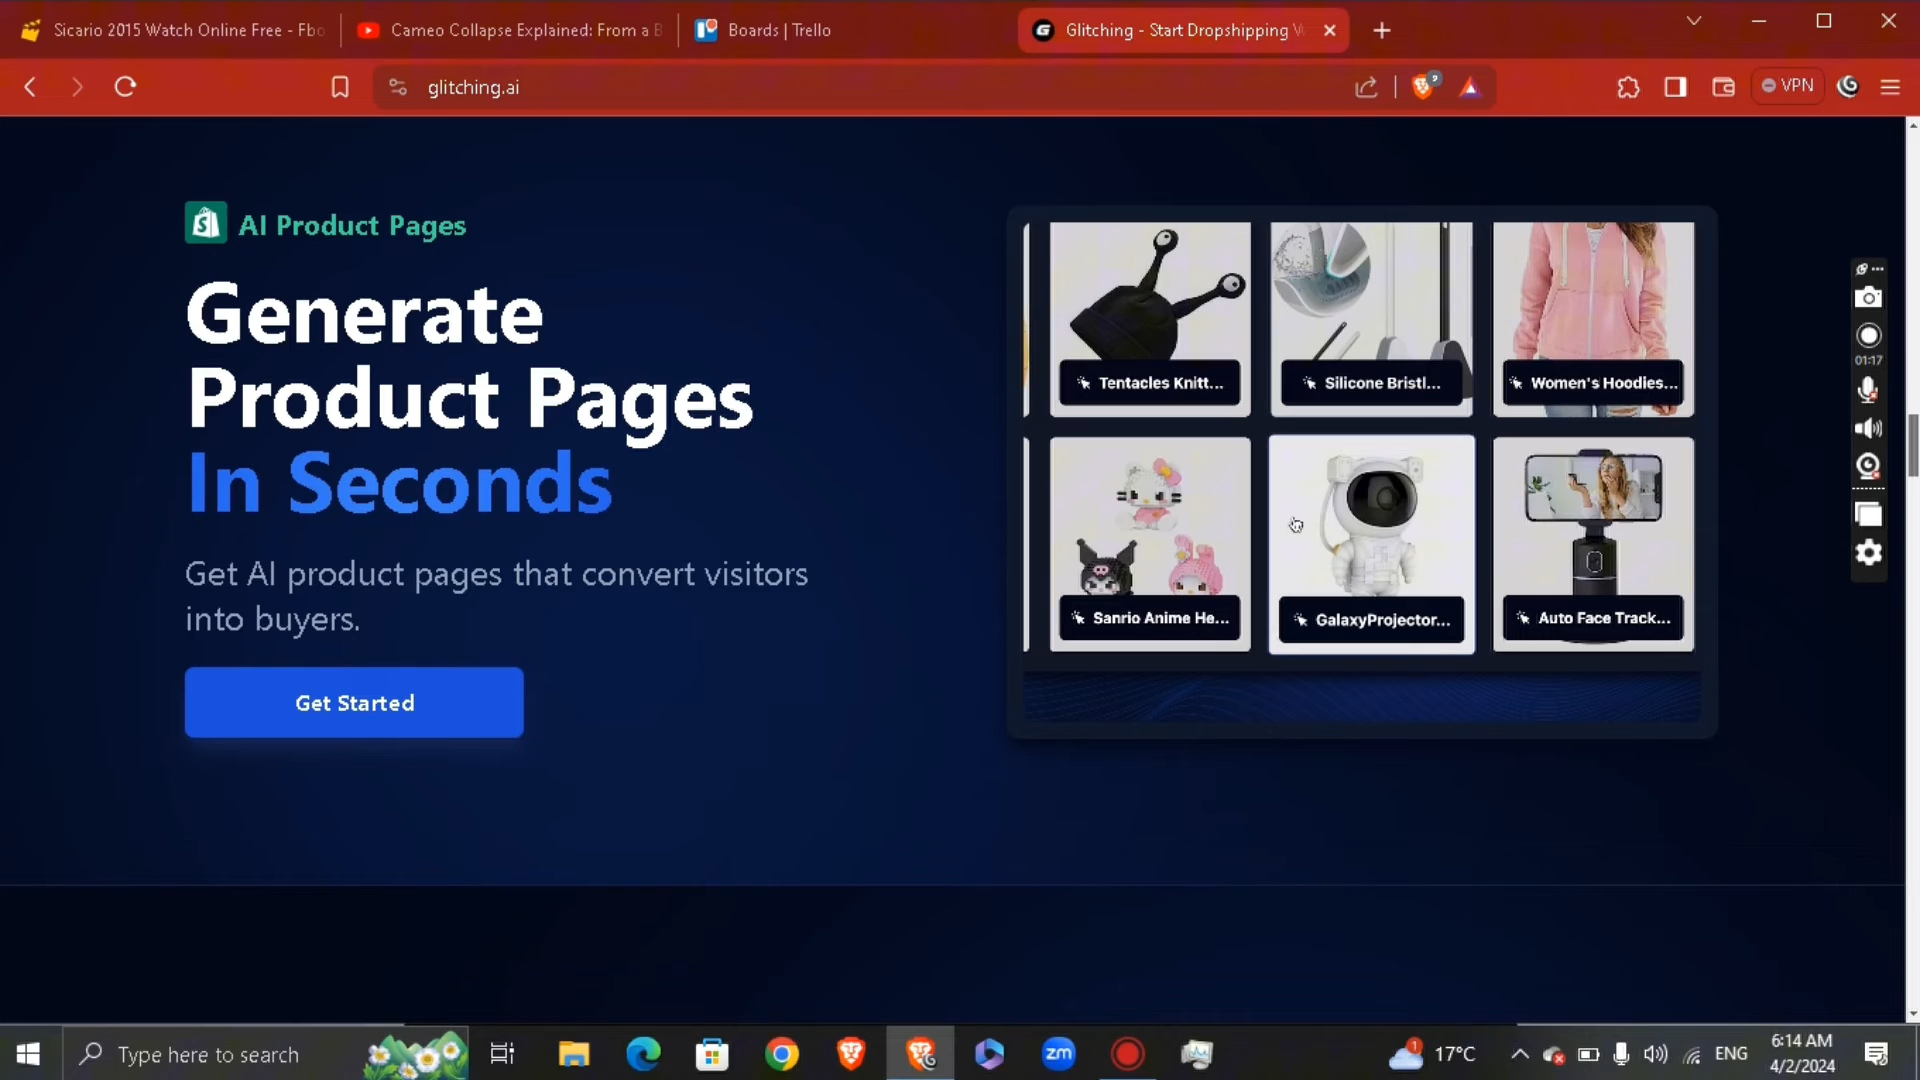 Sicario 2015 Watch Online Free - Fbo
Cameo Collapse Explained: From a B
Boards | Trello
Glitching - Start Dropshipping W
glitching.ai
9
VPN
AI Product Pages
Generate
Product Pages
In Seconds
Get AI product pages that convert visitors
into buyers.
Get Started
Tentacles Knitt...
Silicone Bristl...
Women's Hoodies...
Sanrio Anime He...
GalaxyProjector...
Auto Face Track...
01:17
Type here to search
zm
1
17°C
ENG
6:14 AM
4/2/2024